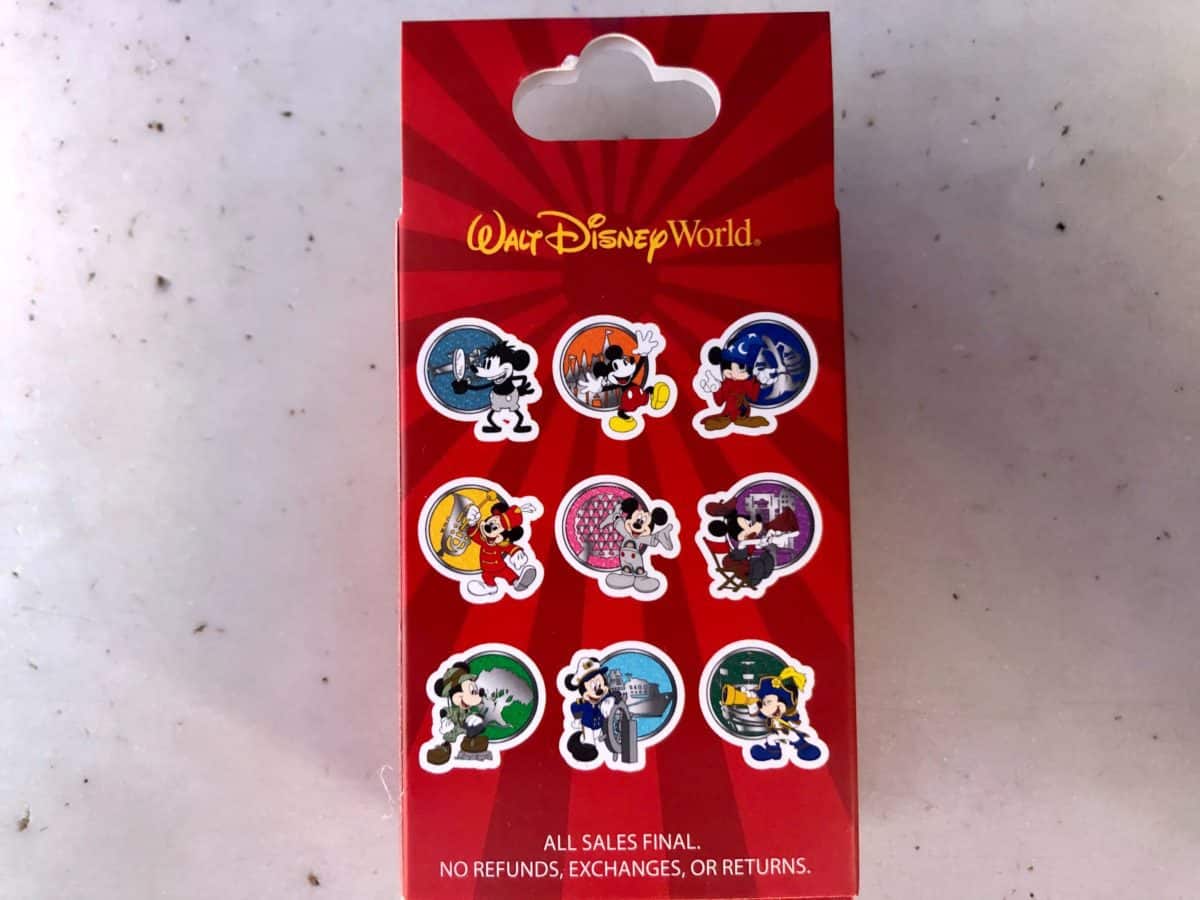 WALT DISNEY World®
ALL SALES FINAL.
NO REFUNDS, EXCHANGES, OR RETURNS.